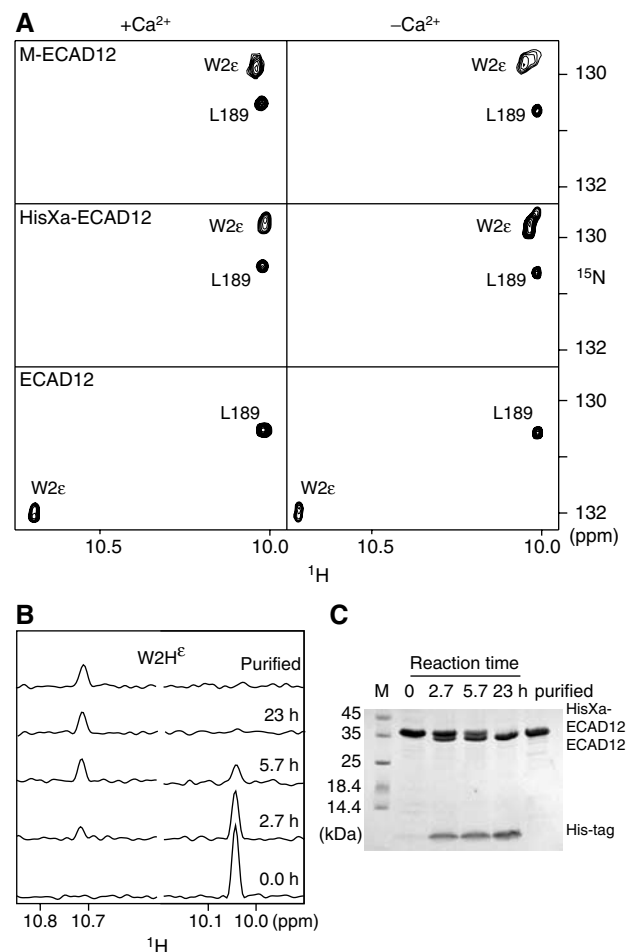 A
+Ca²⁺ −Ca²⁺
M-ECAD12
W2ε W2ε 130
L189 L189
132
HisXa-ECAD12
W2ε W2ε 130
L189 L189 ¹⁵N
132
ECAD12
L189 L189 130
W2ε W2ε
132
10.5 10.0 10.5 10.0 (ppm)
¹H
B
W2Hᵋ Purified
23 h
5.7 h
2.7 h
0.0 h
10.8 10.7 10.1 10.0 (ppm)
¹H
C
Reaction time
M 0 2.7 5.7 23 h purified
45 HisXa-
ECAD12
35 ECAD12
25
18.4
14.4
(kDa) His-tag